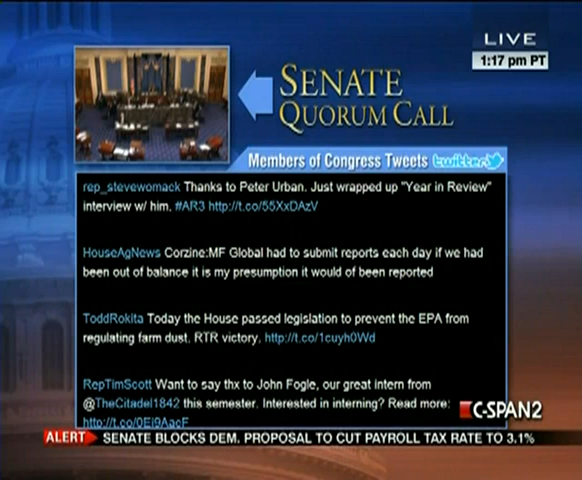 LIVE
1:17 pm PT
SENATE
QUORUM CALL
Members of Congress Tweets twitter
rep_stevewomack Thanks to Peter Urban. Just wrapped up "Year in Review"
interview w/ him. #AR3 http://t.co/55XxDAzV
HouseAgNews Corzine:MF Global had to submit reports each day if we had
been out of balance it is my presumption it would of been reported
ToddRokita Today the House passed legislation to prevent the EPA from
regulating farm dust. RTR victory. http://t.co/1cuyh0Wd
RepTimScott Want to say thx to John Fogle, our great intern from
@TheCitadel1842 this semester. Interested in interning? Read more:
http://t.co/0Ei9AacF
C-SPAN2
ALERT SENATE BLOCKS DEM. PROPOSAL TO CUT PAYROLL TAX RATE TO 3.1%